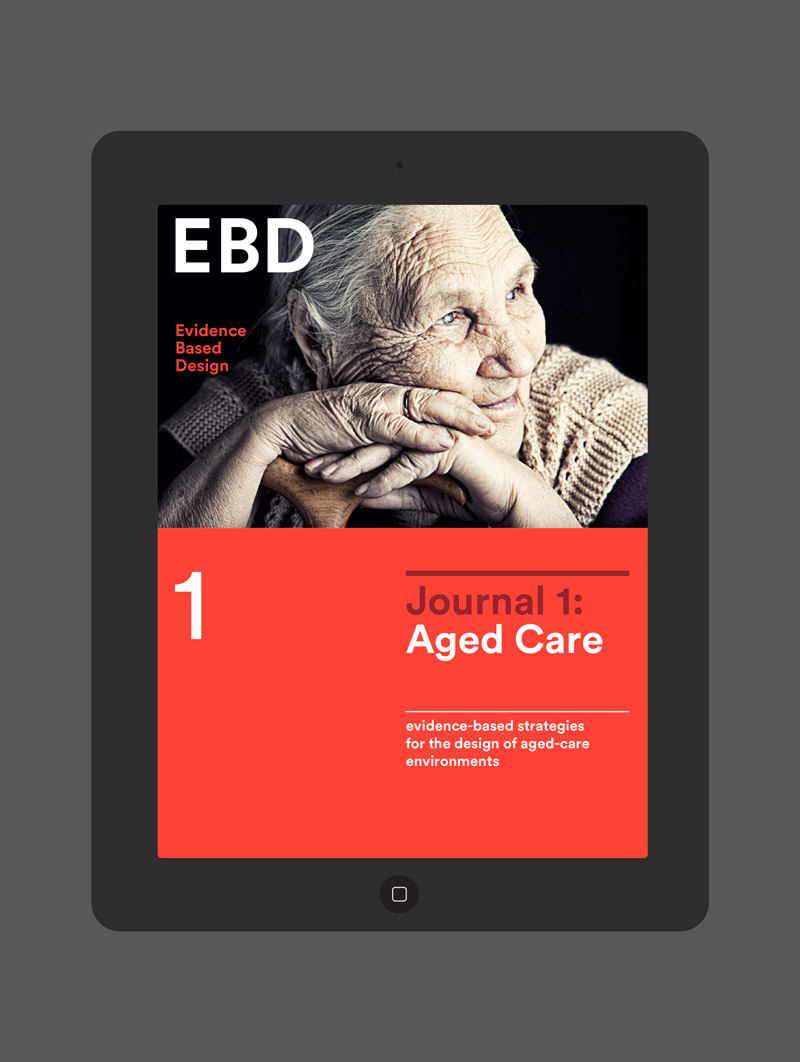 EBD
Evidence
Based
Design
1
Journal 1:
Aged Care
evidence-based strategies
for the design of aged-care
environments